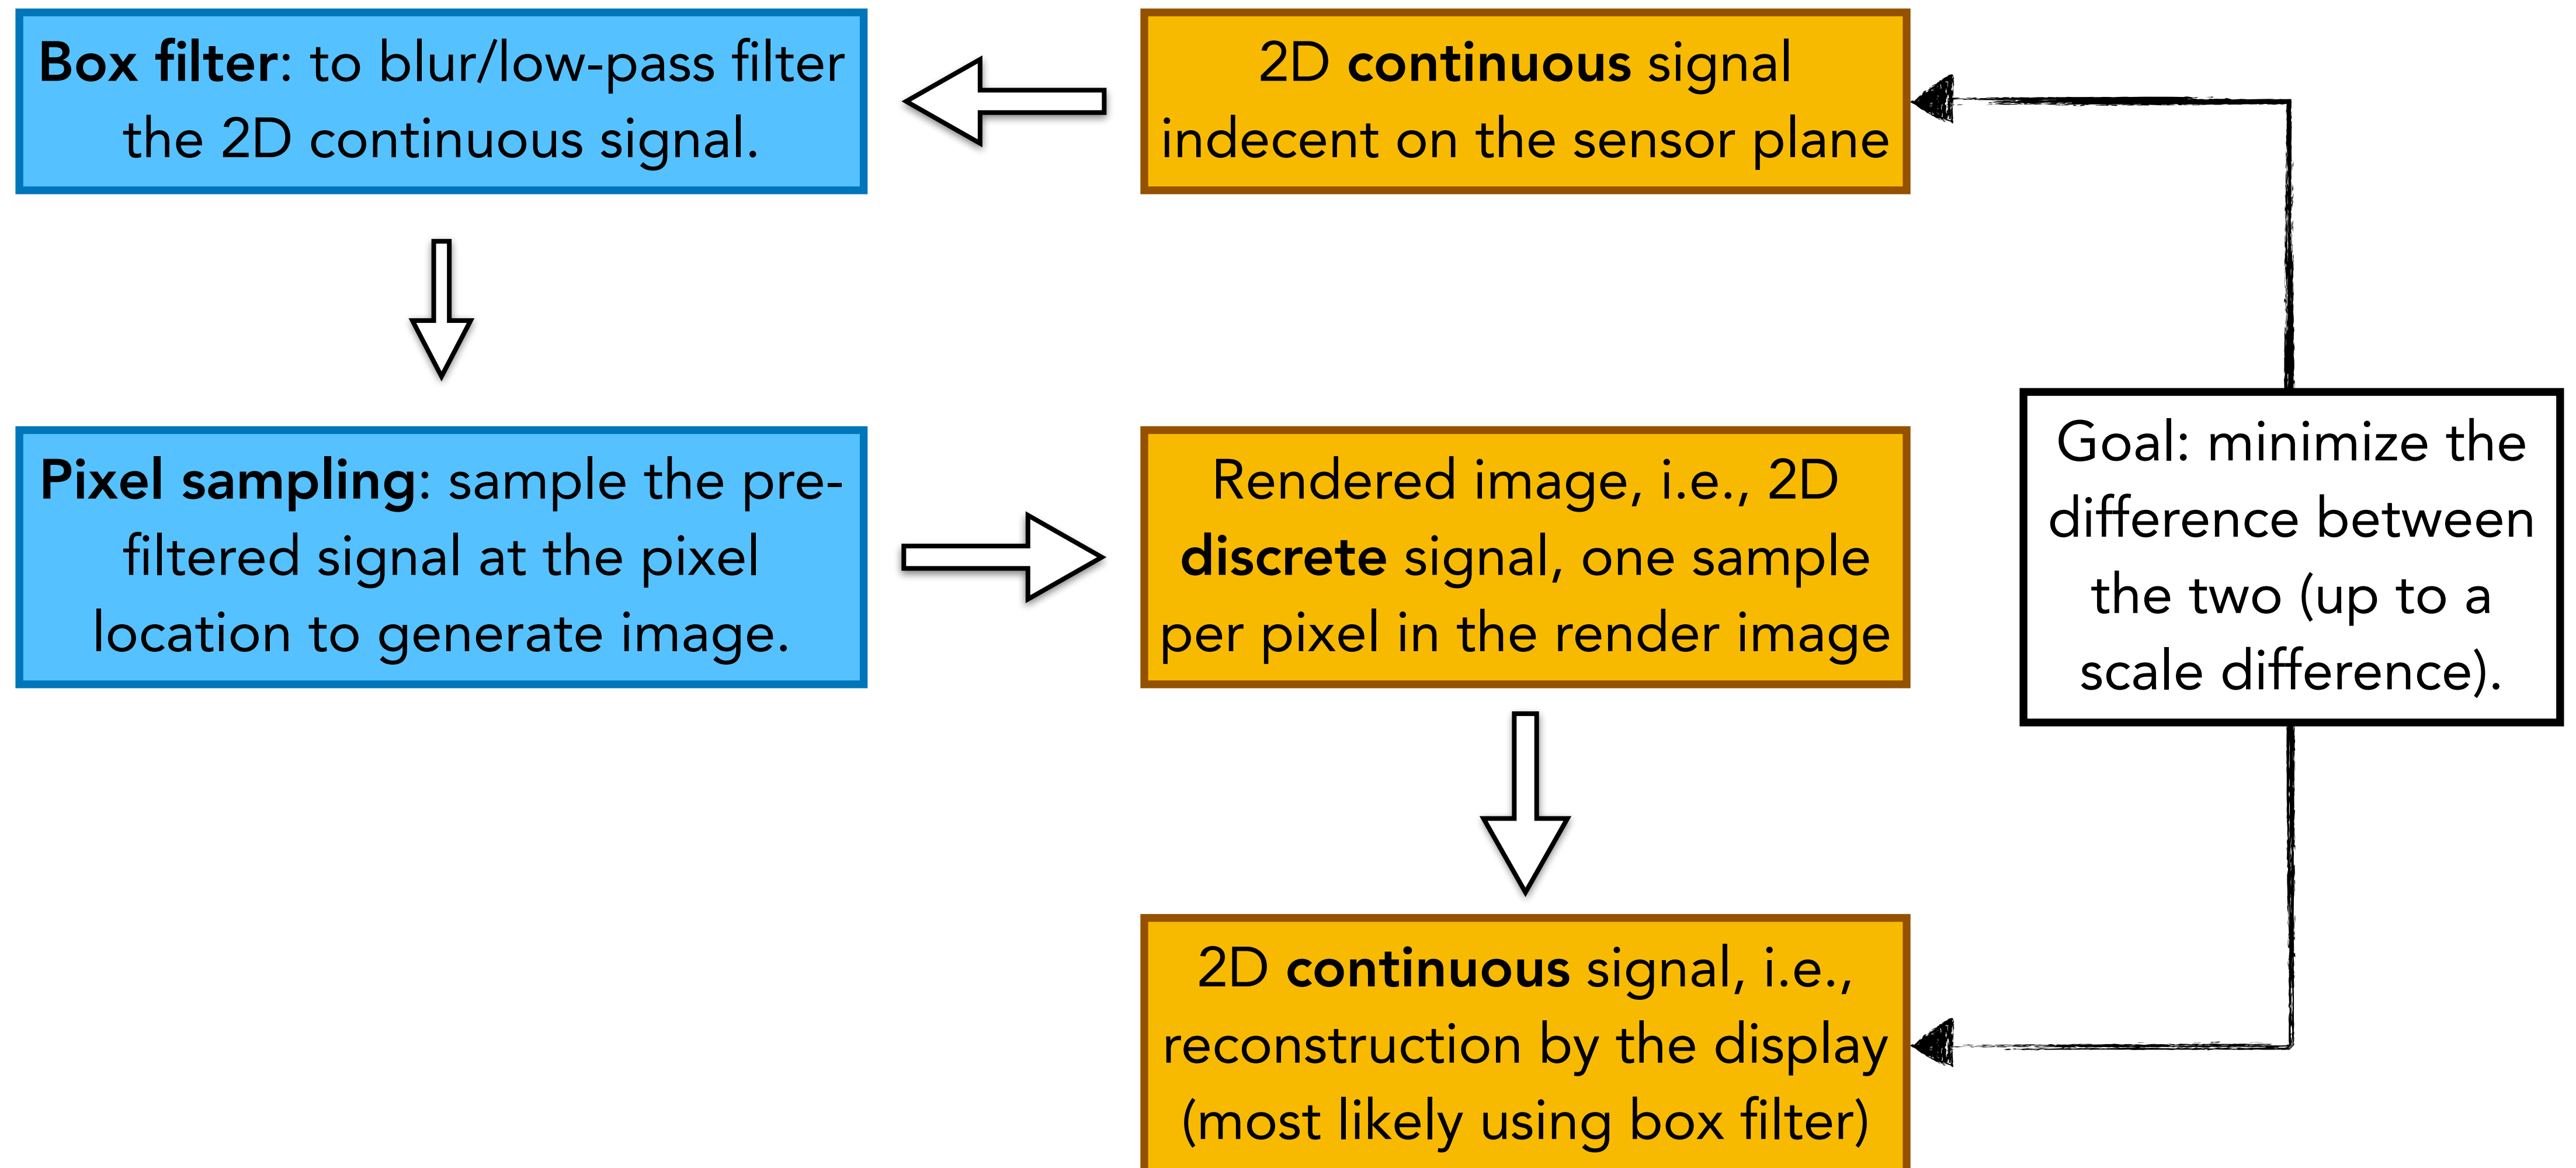 Box filter: to blur/low-pass filter
the 2D continuous signal.
2D continuous signal
indecent on the sensor plane
Pixel sampling: sample the pre-
filtered signal at the pixel
location to generate image.
Rendered image, i.e., 2D
discrete signal, one sample
per pixel in the render image
Goal: minimize the
difference between
the two (up to a
scale difference).
2D continuous signal, i.e.,
reconstruction by the display
(most likely using box filter)